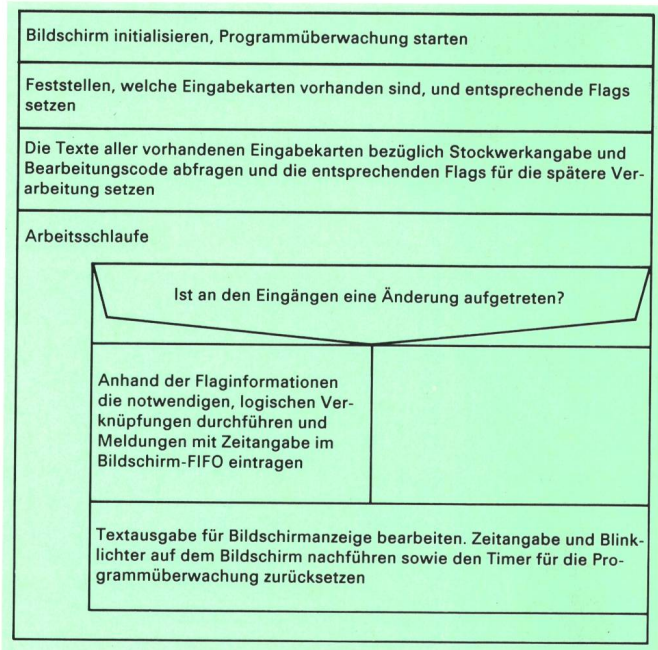 Bildschirm initialisieren, Programmüberwachung starten
Feststellen, welche Eingabekarten vorhanden sind, und entsprechende Flags
setzen
Die Texte aller vorhandenen Eingabekarten bezüglich Stockwerkangabe und
Bearbeitungscode abfragen und die entsprechenden Flags für die spätere Ver-
arbeitung setzen
Arbeitsschlaufe
Ist an den Eingängen eine Änderung aufgetreten?
Anhand der Flaginformationen
die notwendigen, logischen Ver-
knüpfungen durchführen und
Meldungen mit Zeitangabe im
Bildschirm-FIFO eintragen
Textausgabe für Bildschirmanzeige bearbeiten. Zeitangabe und Blink-
lichter auf dem Bildschirm nachführen sowie den Timer für die Pro-
grammüberwachung zurücksetzen